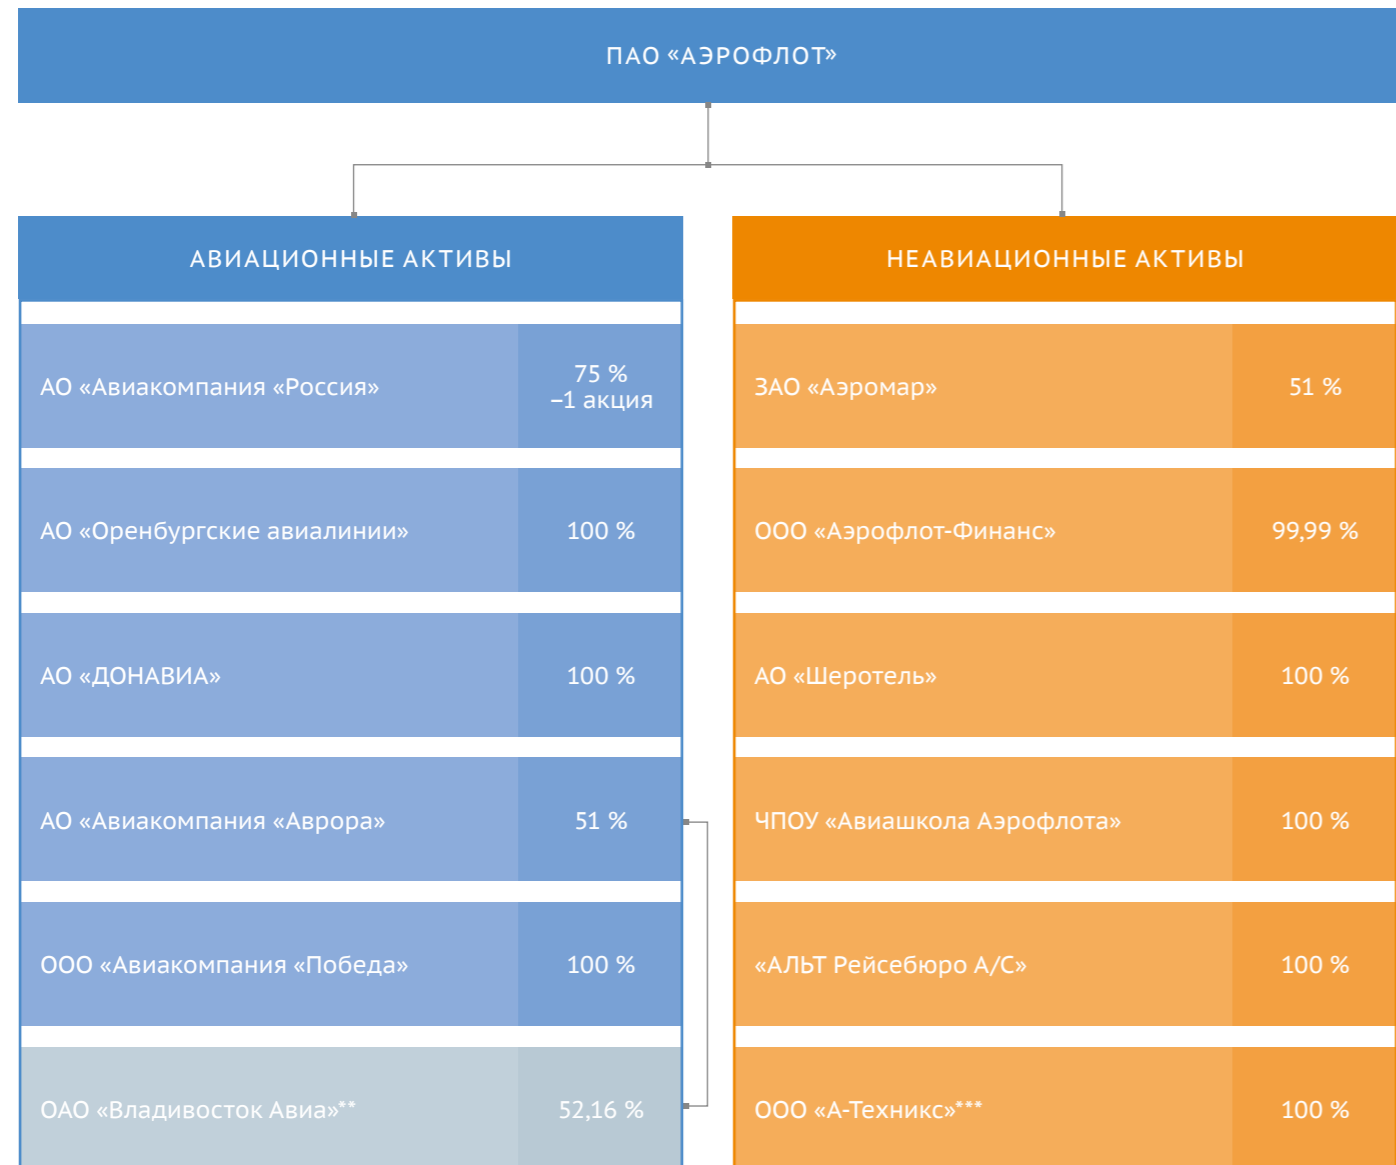 ПАО «АЭРОФЛОТ»
АВИАЦИОННЫЕ АКТИВЫ
АО «Авиакомпания «Россия»
75 %
–1 акция
АО «Оренбургские авиалинии»
100 %
АО «ДОНАВИА»
100 %
АО «Авиакомпания «Аврора»
51 %
ООО «Авиакомпания «Победа»
100 %
ОАО «Владивосток Авиа»**
52,16 %
НЕАВИАЦИОННЫЕ АКТИВЫ
ЗАО «Аэромар»
51 %
ООО «Аэрофлот-Финанс»
99,99 %
АО «Шеротель»
100 %
ЧПОУ «Авиашкола Аэрофлота»
100 %
«АЛЬТ Рейсебюро А/С»
100 %
ООО «А-Техникс»***
100 %